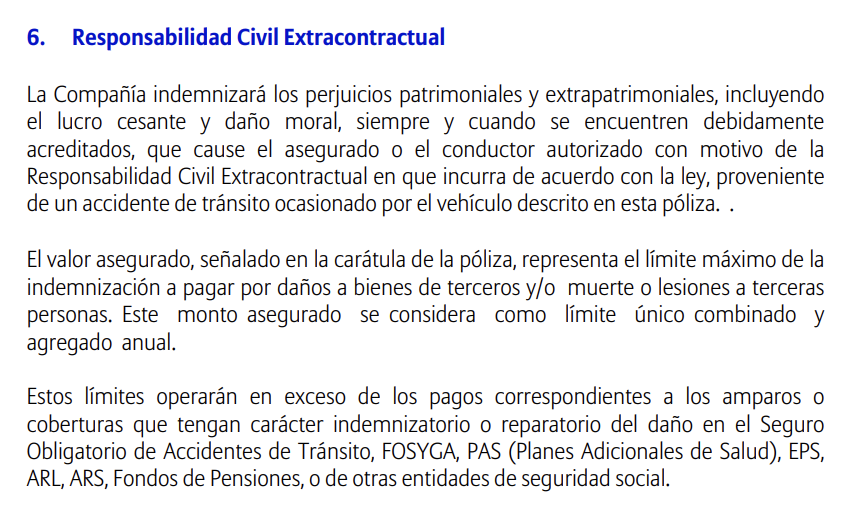 6. Responsabilidad Civil Extracontractual
La Compañía indemnizará los perjuicios patrimoniales y extrapatrimoniales, incluyendo
el lucro cesante y daño moral, siempre y cuando se encuentren debidamente
acreditados, que cause el asegurado o el conductor autorizado con motivo de la
Responsabilidad Civil Extracontractual en que incurra de acuerdo con la ley, proveniente
de un accidente de tránsito ocasionado por el vehículo descrito en esta póliza. .
El valor asegurado, señalado en la carátula de la póliza, representa el límite máximo de la
indemnización a pagar por daños a bienes de terceros y/o muerte o lesiones a terceras
personas. Este monto asegurado se considera como límite único combinado y
agregado anual.
Estos límites operarán en exceso de los pagos correspondientes a los amparos o
coberturas que tengan carácter indemnizatorio o reparatorio del daño en el Seguro
Obligatorio de Accidentes de Tránsito, FOSYGA, PAS (Planes Adicionales de Salud), EPS,
ARL, ARS, Fondos de Pensiones, o de otras entidades de seguridad social.